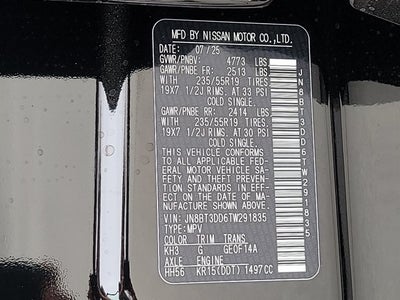 MFD BY NISSAN MOTOR CO.,LTD.
07/25
GVWR/PNBV: 4773 LBS
GAWR/PNBE FR: 2513 LBS
WITH 235/55R19 TIRES
19X7 1/2J RIMS. AT 33 PSI
COLD SINGLE.
GAWR/PNBE RR: 2414 LBS
WITH 235/55R19 TIRES
19X7 1/2J RIMS. AT 30 PSI
COLD SINGLE.
THIS VEHICLE CONFORMS
TO ALL APPLICABLE FED-
ERAL MOTOR VEHICLE SA-
FETY AND THEFT PREVEN-
TION STANDARDS IN EFF-
ECT ON THE DATE OF MA-
NUFACTURE SHOWN ABOVE.
VIN: JN8BT3DD6TW291835
TYPE:MPV
COLOR TRIM TRANS
KH3 G GE0F14A
AXLE ENGINE
HH56 KR15(DDT) 1497CC
JN8BT3DD6TW291835